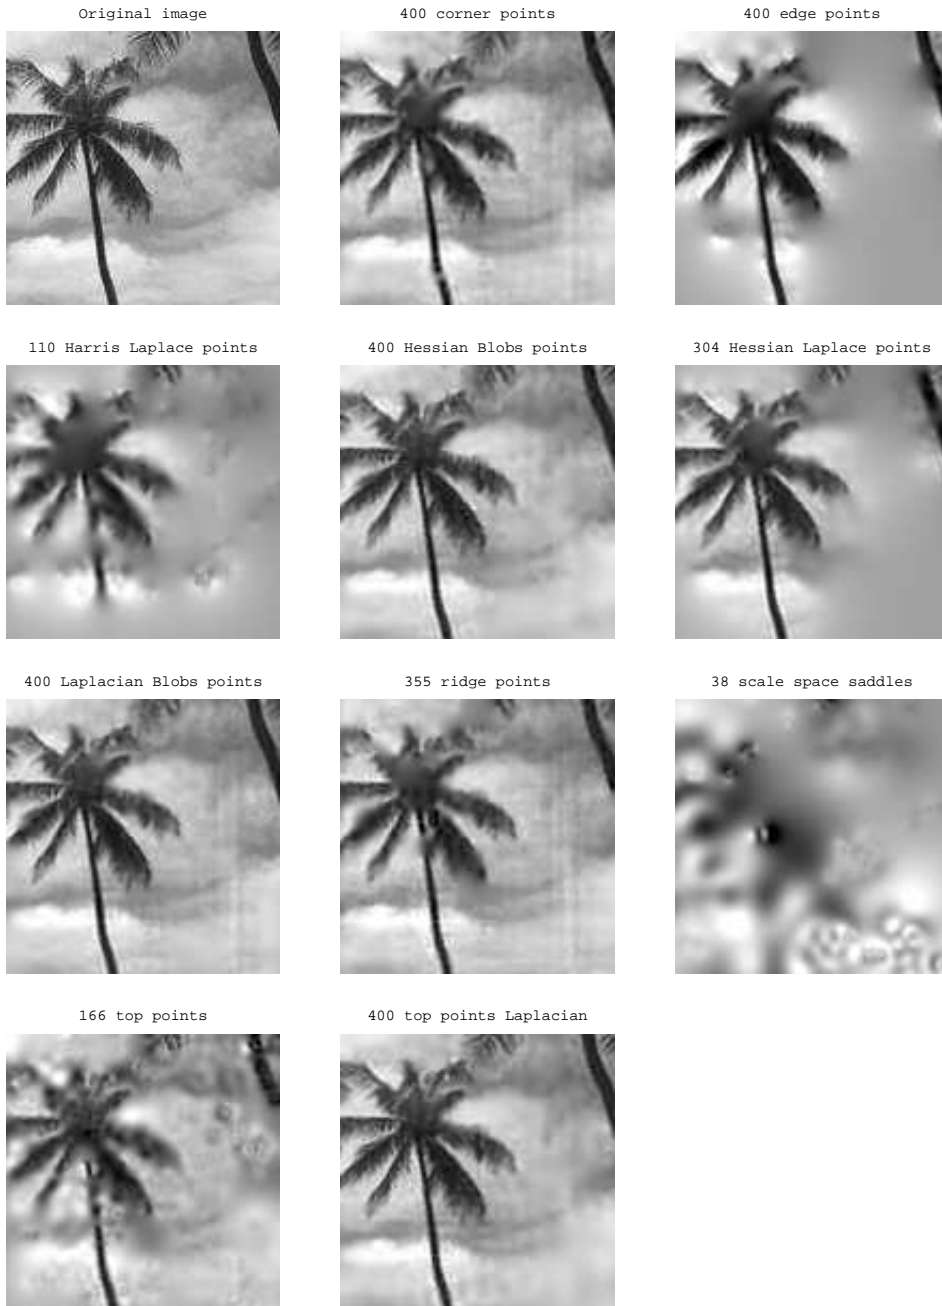 Original image
400 corner points
400 edge points
110 Harris Laplace points
400 Hessian Blobs points
304 Hessian Laplace points
400 Laplacian Blobs points
355 ridge points
38 scale space saddles
166 top points
400 top points Laplacian